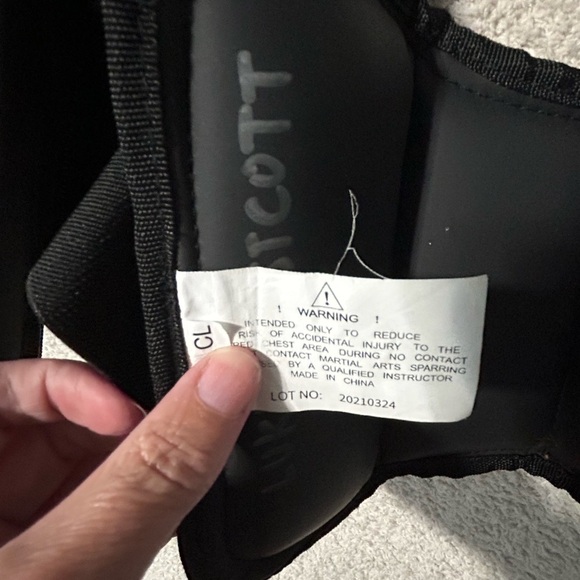 STCOTT
CL
! WARNING !
INTENDED ONLY TO REDUCE
RISK OF ACCIDENTAL INJURY TO THE
CHEST AREA DURING NO CONTACT
CONTACT MARTIAL ARTS SPARRING
BY A QUALIFIED INSTRUCTOR
MADE IN CHINA
LOT NO: 20210324